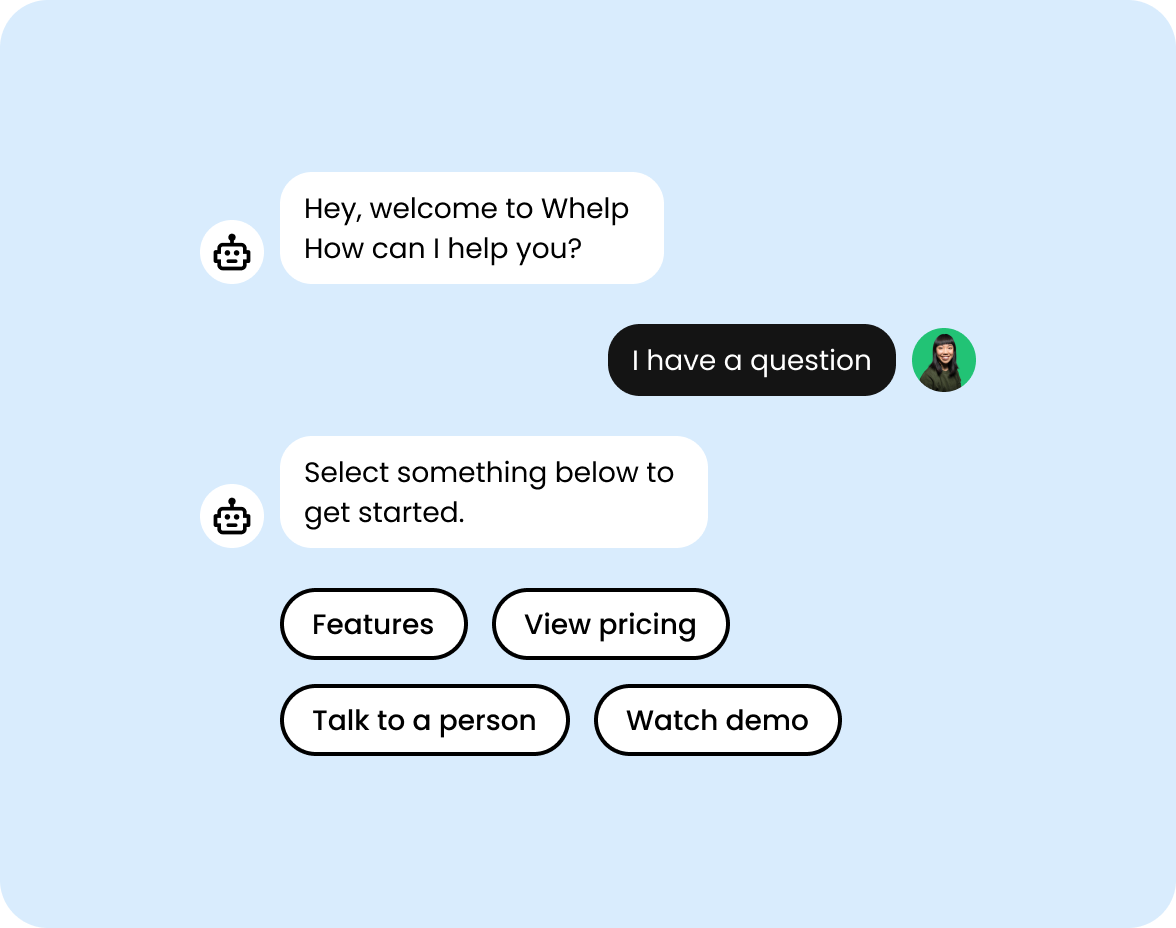 Hey, welcome to Whelp
How can I help you?
I have a question
Select something below to
get started.
Features
View pricing
Talk to a person
Watch demo